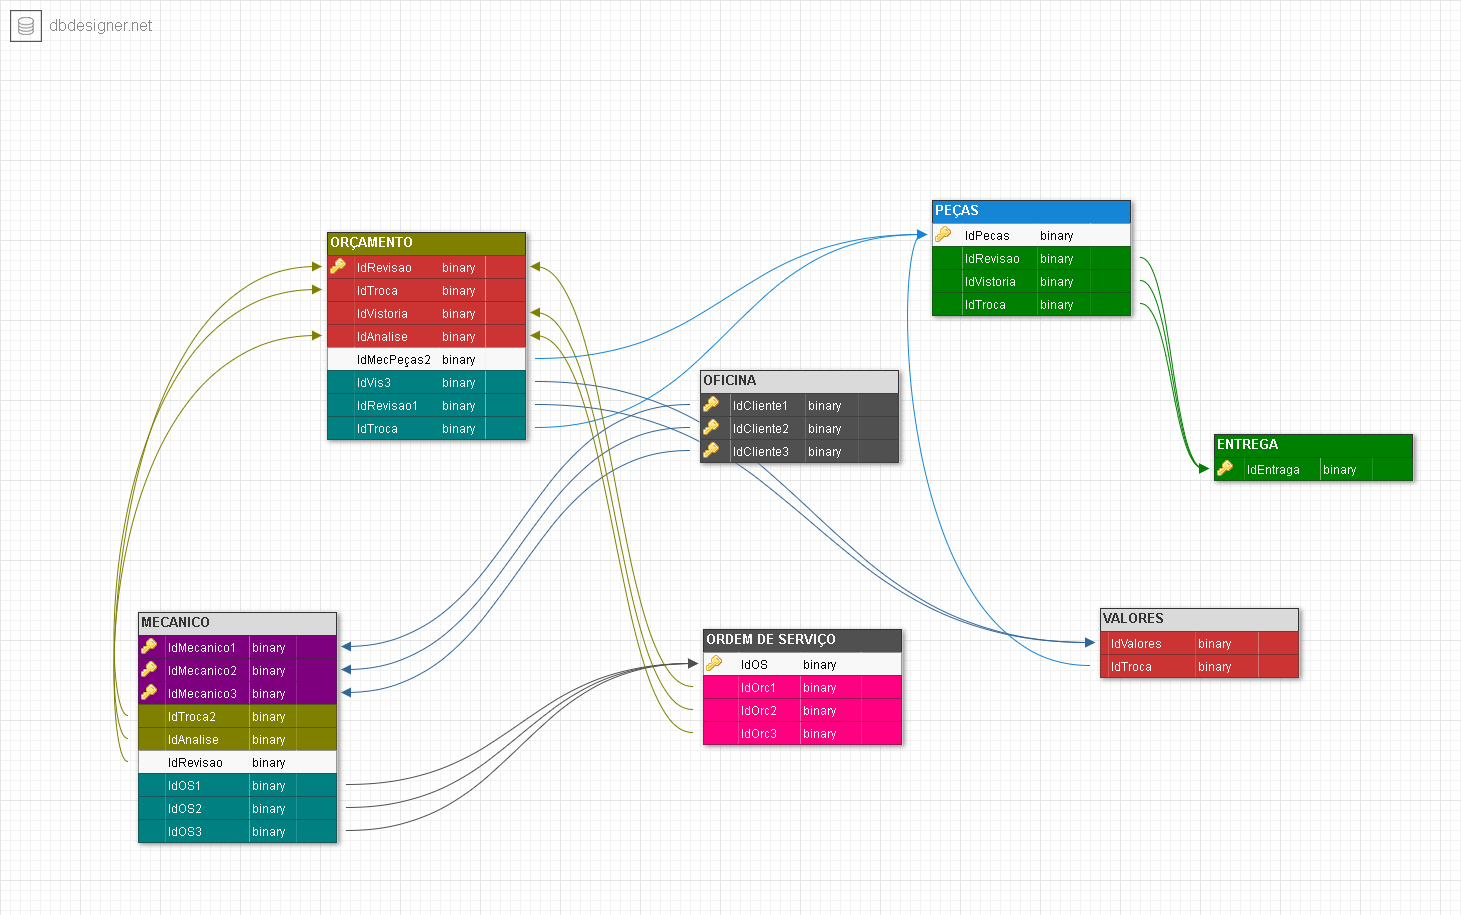 dbdesigner.net
ORÇAMENTO
IdRevisao binary
IdTroca binary
IdVistoria binary
IdAnalise binary
IdMecPeças2 binary
IdVis3 binary
IdRevisao1 binary
IdTroca binary
PEÇAS
IdPecas binary
IdRevisao binary
IdVistoria binary
IdTroca binary
OFICINA
IdCliente1 binary
IdCliente2 binary
IdCliente3 binary
ENTREGA
IdEntraga binary
MECANICO
IdMecanico1 binary
IdMecanico2 binary
IdMecanico3 binary
IdTroca2 binary
IdAnalise binary
IdRevisao binary
IdOS1 binary
IdOS2 binary
IdOS3 binary
ORDEM DE SERVIÇO
IdOS binary
IdOrc1 binary
IdOrc2 binary
IdOrc3 binary
VALORES
IdValores binary
IdTroca binary